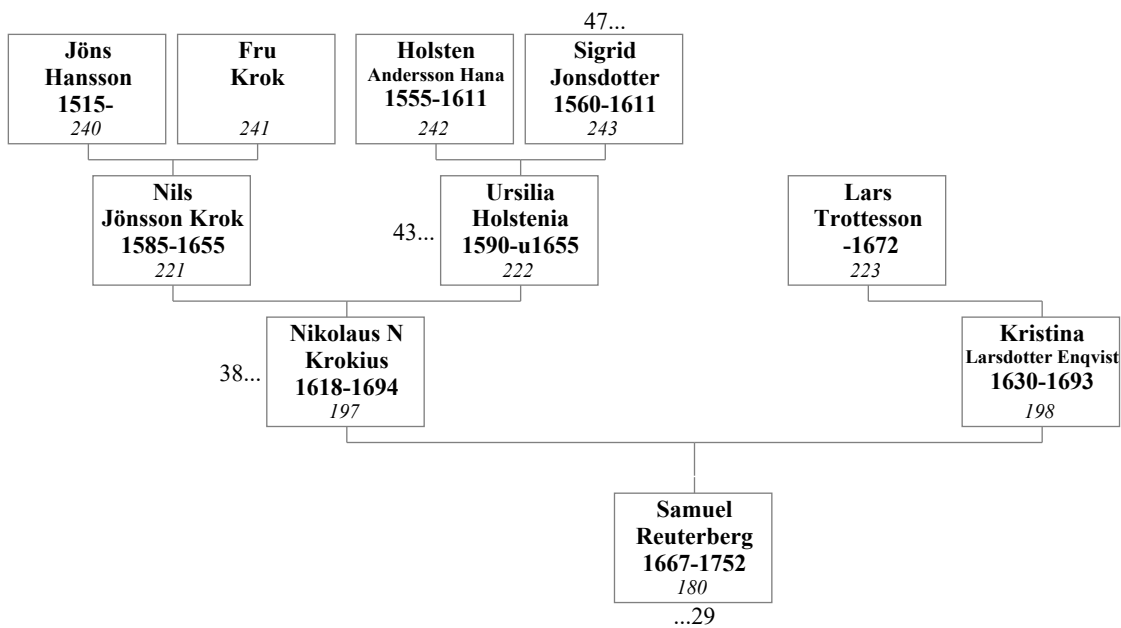 47...
Jöns
Hansson
1515-
240
Fru
Krok
241
Holsten
Andersson Hana
1555-1611
242
Sigrid
Jonsdotter
1560-1611
243
Nils
Jönsson Krok
1585-1655
221
43...
Ursilia
Holstenia
1590-u1655
222
Lars
Trottesson
-1672
223
38...
Nikolaus N
Krokius
1618-1694
197
Kristina
Larsdotter Enqvist
1630-1693
198
Samuel
Reuterberg
1667-1752
180
...29